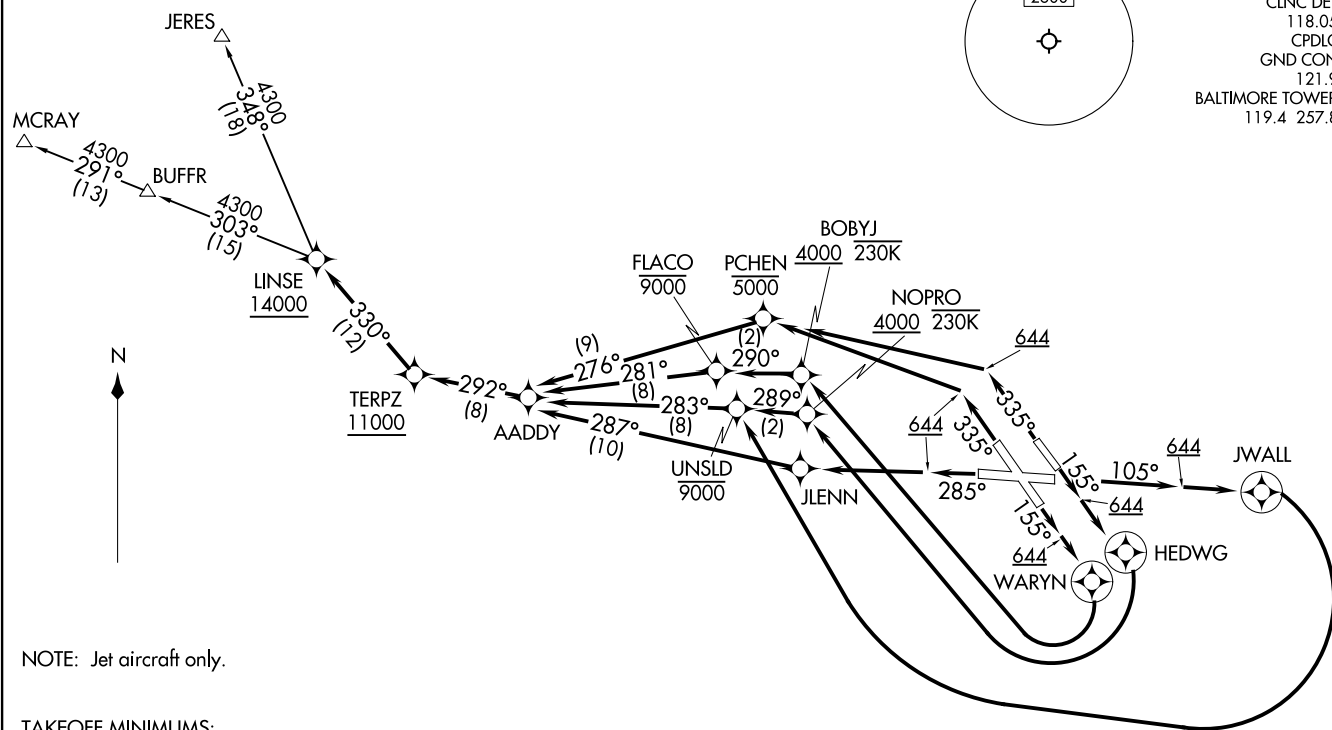 JERES
4300
348°
(18)
MCRAY
4300
291°
(13)
BUFFR
4300
303°
(15)
LINSE
14000
330°
(12)
N
TERPZ
11000
292°
(8)
AADDY
FLACO
9000
PCHEN
5000
BOBYJ
4000 230K
NOPRO
4000 230K
(9)
276°
(2)
290°
281°
(8)
289°
(2)
283°
(8)
287°
(10)
UNSLD
9000
JLENN
644
335°
644
335°
644
285°
155°
644
155°
644
105°
644
JWALL
HEDWG
WARYN
118.05
CPDLC
GND CON
121.9
BALTIMORE TOWER
119.4 257.8
NOTE: Jet aircraft only.
TAKEOFF MINIMUMS: